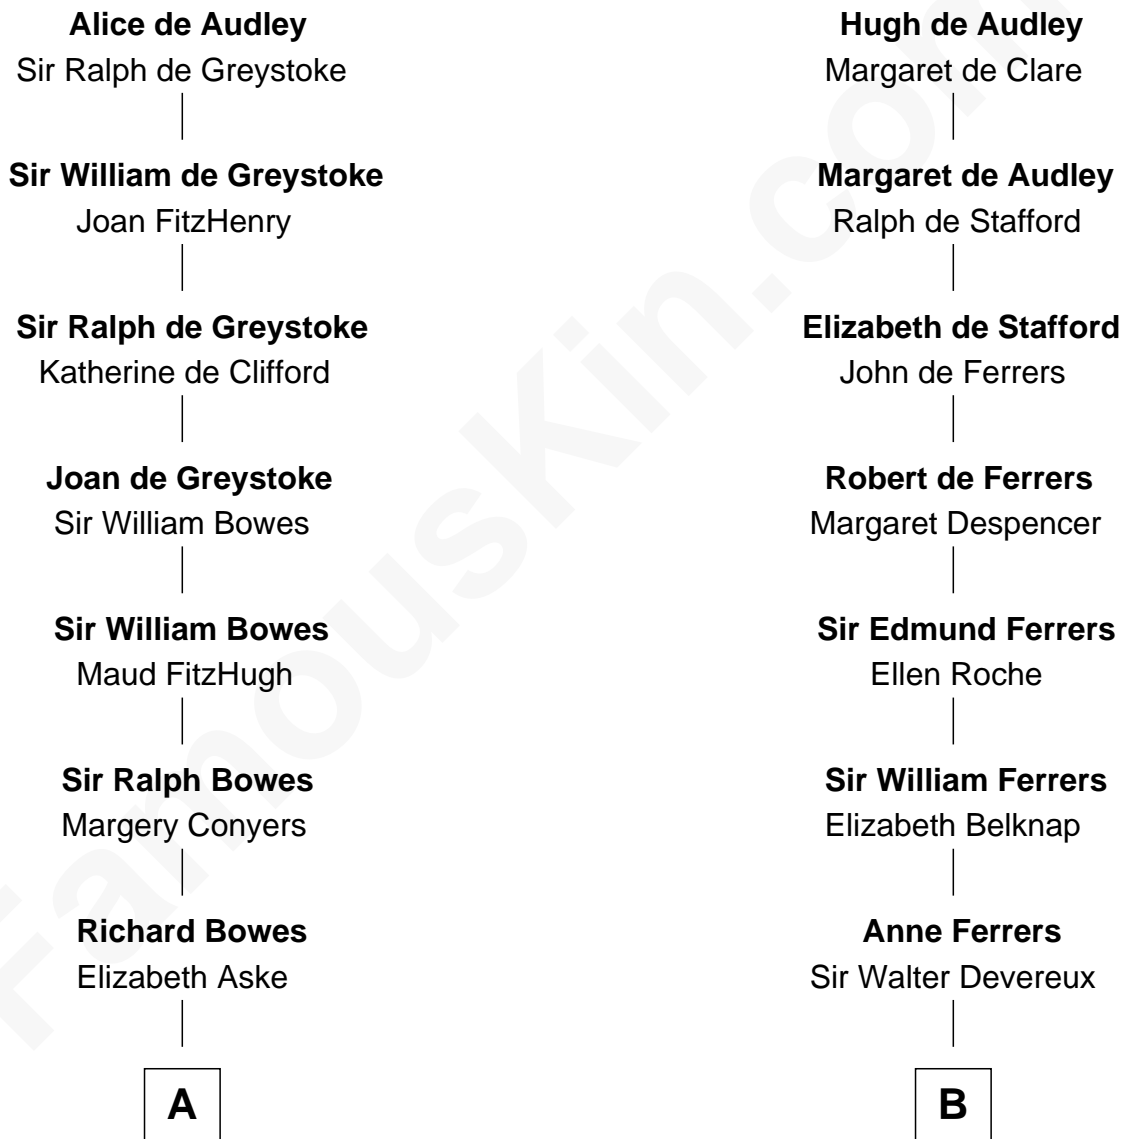 Alice de Audley
Sir Ralph de Greystoke
Sir William de Greystoke
Joan FitzHenry
Sir Ralph de Greystoke
Katherine de Clifford
Joan de Greystoke
Sir William Bowes
Sir William Bowes
Maud FitzHugh
Sir Ralph Bowes
Margery Conyers
Richard Bowes
Elizabeth Aske
A
Hugh de Audley
Margaret de Clare
Margaret de Audley
Ralph de Stafford
Elizabeth de Stafford
John de Ferrers
Robert de Ferrers
Margaret Despencer
Sir Edmund Ferrers
Ellen Roche
Sir William Ferrers
Elizabeth Belknap
Anne Ferrers
Sir Walter Devereux
B
FamousKin.com